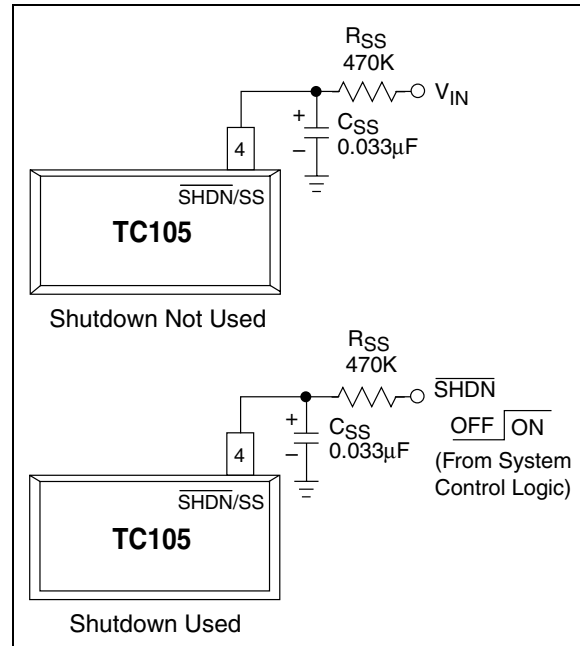 RSS
470K
VIN
+
CSS
–
0.033µF
4
SHDN/SS
TC105
Shutdown Not Used
RSS
470K
SHDN
+
CSS
OFF ON
–
0.033µF
4
(From System
Control Logic)
SHDN/SS
TC105
Shutdown Used